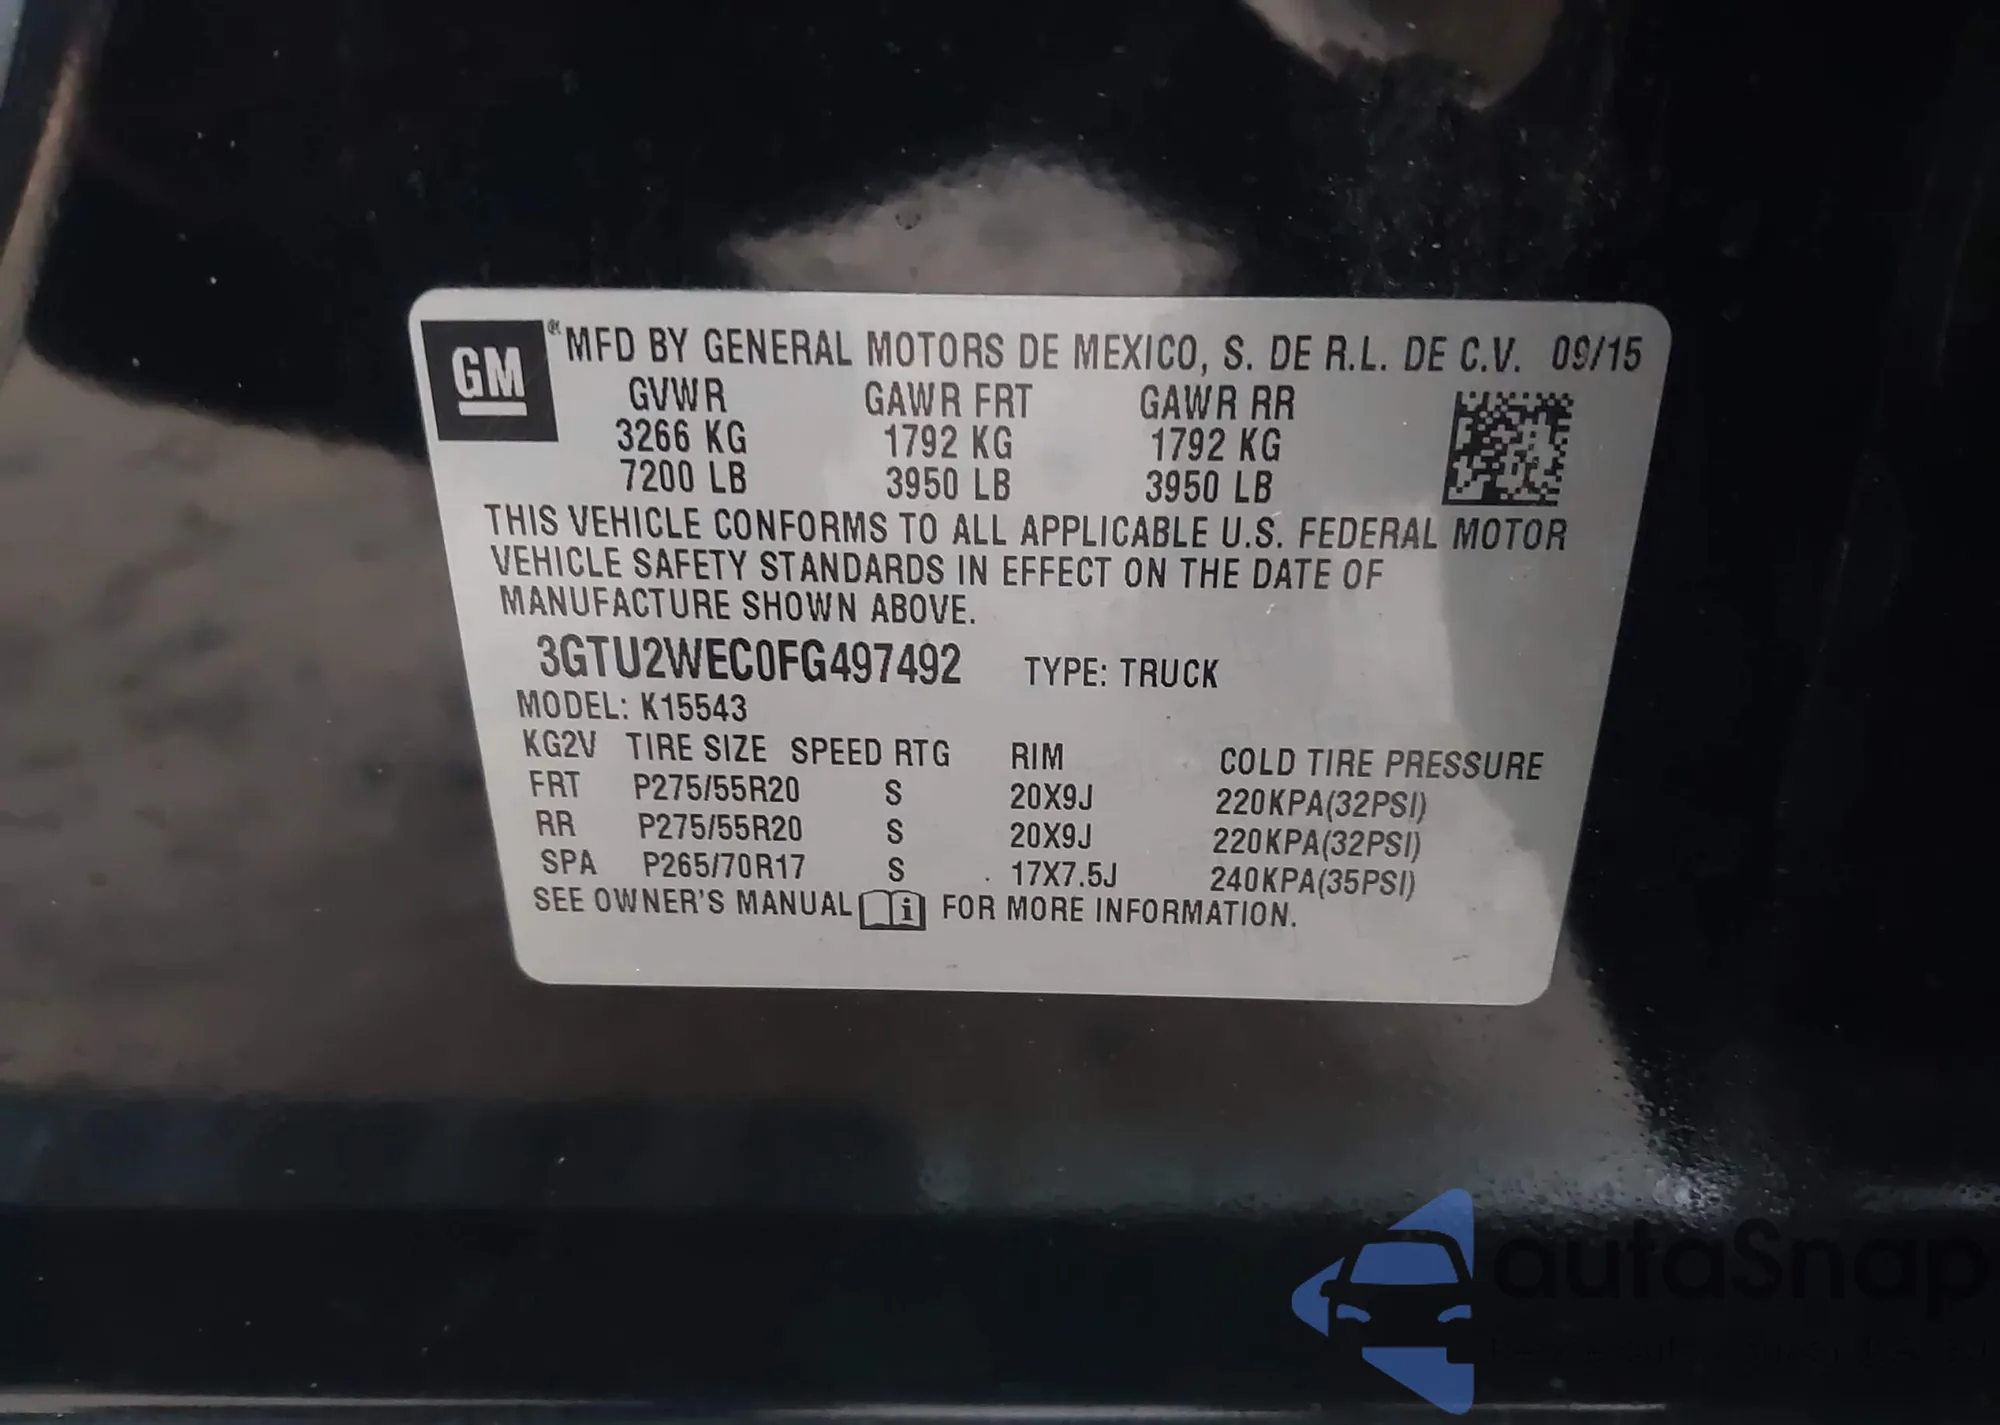 GM
® MFD BY GENERAL MOTORS DE MEXICO, S. DE R.L. DE C.V. 09/15
GVWR GAWR FRT GAWR RR
3266 KG 1792 KG 1792 KG
7200 LB 3950 LB 3950 LB
THIS VEHICLE CONFORMS TO ALL APPLICABLE U.S. FEDERAL MOTOR
VEHICLE SAFETY STANDARDS IN EFFECT ON THE DATE OF
MANUFACTURE SHOWN ABOVE.
3GTU2WEC0FG497492 TYPE: TRUCK
MODEL: K15543
KG2V TIRE SIZE SPEED RTG RIM COLD TIRE PRESSURE
FRT P275/55R20 S 20X9J 220KPA(32PSI)
RR P275/55R20 S 20X9J 220KPA(32PSI)
SPA P265/70R17 S 17X7.5J 240KPA(35PSI)
SEE OWNER'S MANUAL i FOR MORE INFORMATION.
autaSnap